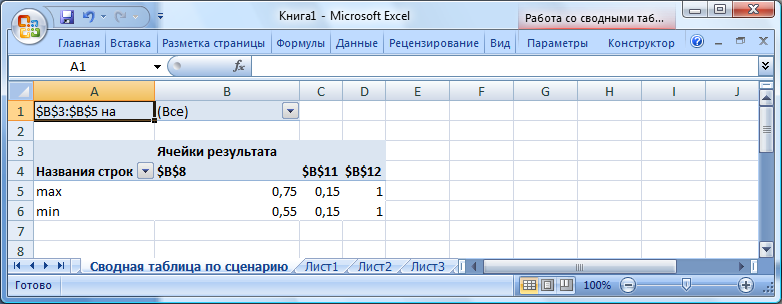 Книга1 - Microsoft Excel
Работа со сводными таб...
Главная Вставка Разметка страницы Формулы Данные Рецензирование Вид Параметры Конструктор
A1 fx
A B C D E F G H I J
1 $B$3:$B$5 на (Все)
2
3 Ячейки результата
4 Названия строк $B$8 $B$11 $B$12
5 max 0,75 0,15 1
6 min 0,55 0,15 1
7
8
Сводная таблица по сценарию Лист1 Лист2 Лист3
Готово 100%